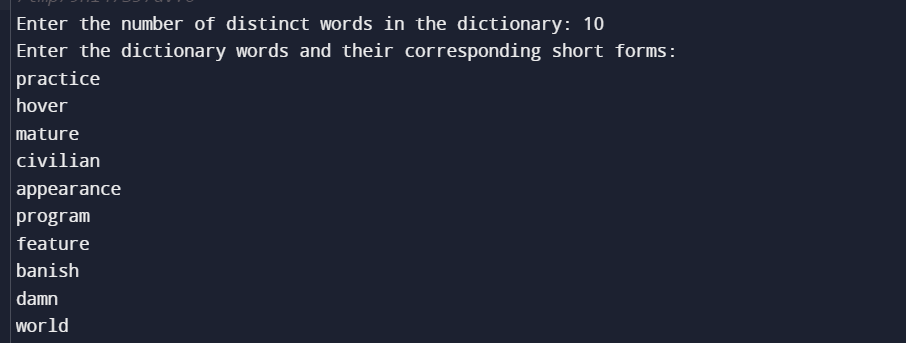 Enter the number of distinct words in the dictionary: 10
Enter the dictionary words and their corresponding short forms:
practice
hover
mature
civilian
appearance
program
feature
banish
damn
world